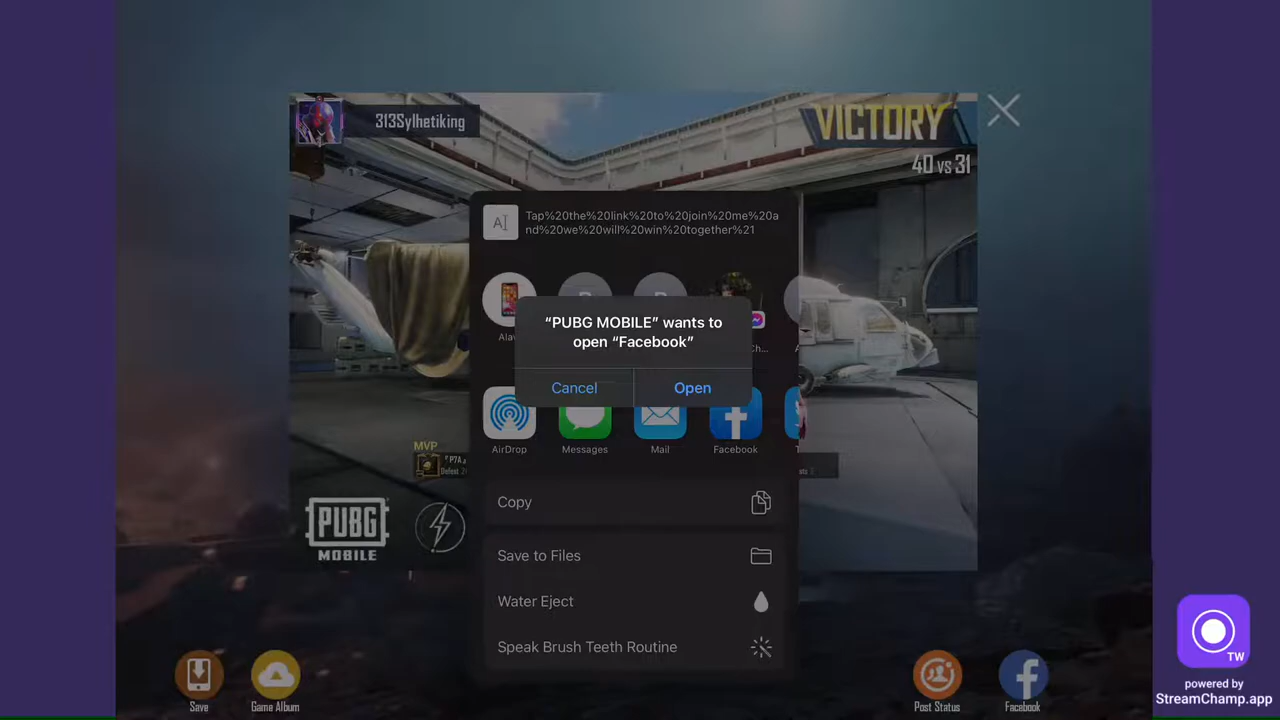 313Sylhetiking
VICTORY
40 VS 31
Tap%20the%20link%20to%20join%20me%20a
nd%20we%20will%20win%20together%21
"PUBG MOBILE" wants to
open "Facebook"
Cancel
Open
AirDrop
Messages
Mail
Facebook
MVP
Copy
PUBG
MOBILE
Save to Files
Water Eject
Speak Brush Teeth Routine
Save
Game Album
Post Status
Facebook
TW
powered by
StreamChamp.app